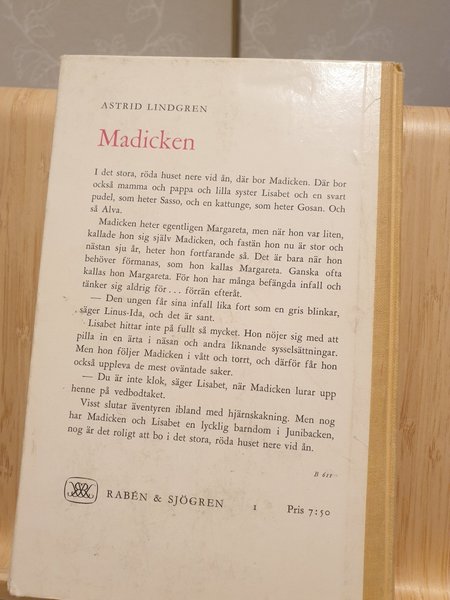 ASTRID LINDGREN
Madicken
I det stora, röda huset nere vid ån, där bor Madicken. Där bor
också mamma och pappa och lilla syster Lisabet och en svart
pudel, som heter Sasso, och en kattunge, som heter Gosan. Och
så Alva.
Madicken heter egentligen Margareta, men när hon var liten,
kallade hon sig själv Madicken, och fastän hon nu är stor och
nästan sju år, heter hon fortfarande så. Det är bara när hon
behöver förmanas, som hon kallas Margareta. Ganska ofta
kallas hon Margareta. För hon har många befängda infall och
tänker sig aldrig för . . . förrän efteråt.
— Den ungen får sina infall lika fort som en gris blinkar,
säger Linus-Ida, och det är sant.
Lisabet hittar inte på fullt så mycket. Hon nöjer sig med att
pilla in en ärta i näsan och andra liknande sysselsättningar.
Men hon följer Madicken i vått och torrt, och därför får hon
också uppleva de mest oväntade saker.
— Du är inte klok, säger Lisabet, när Madicken lurar upp
henne på vedbodtaket.
Visst slutar äventyren ibland med hjärnskakning. Men nog
har Madicken och Lisabet en lycklig barndom i Junibacken,
nog är det roligt att bo i det stora, röda huset nere vid ån.
B 611
RABÉN & SJÖGREN 1 Pris 7:50